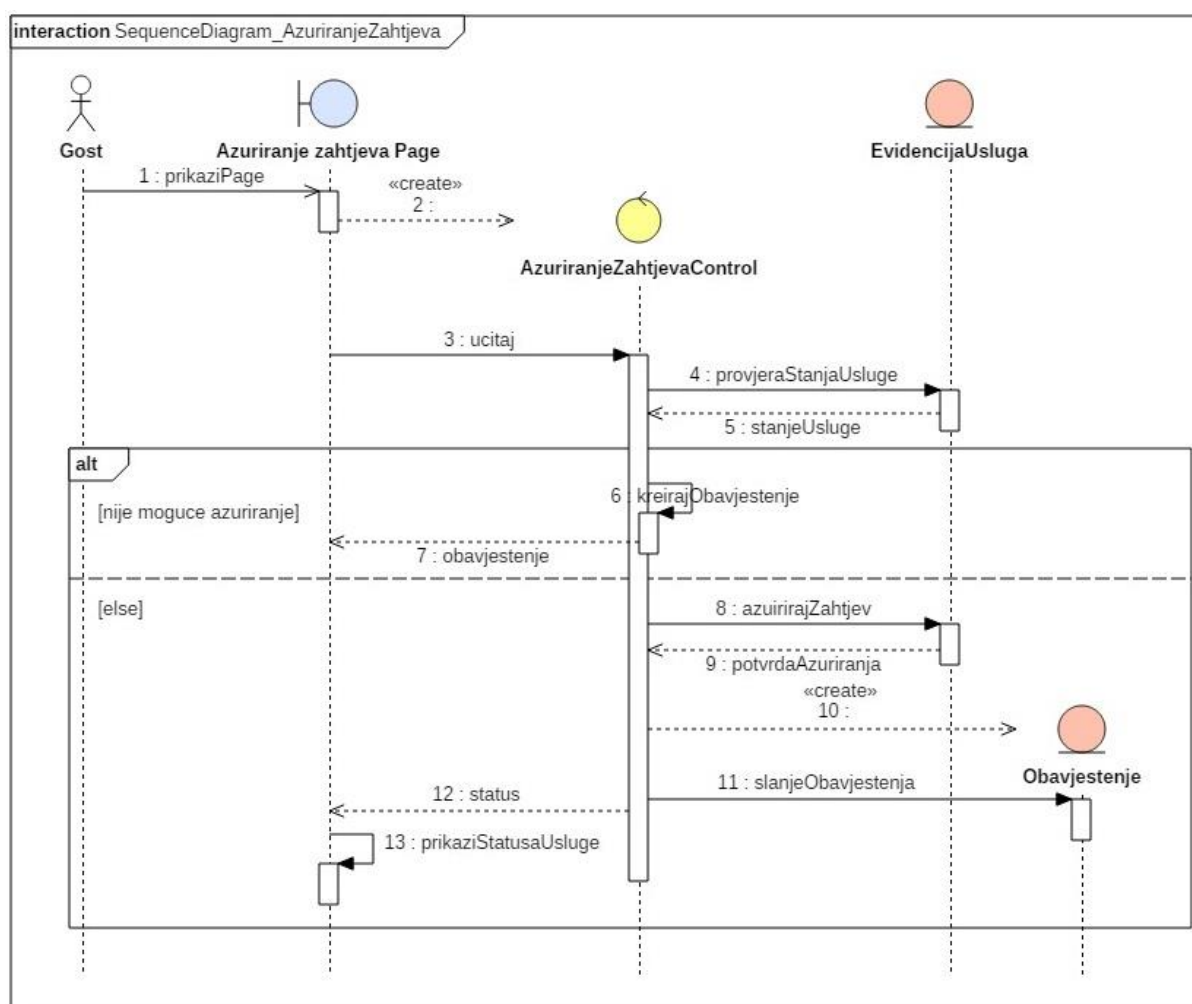 interaction SequenceDiagram_AzuriranjeZahtjeva
Gost
Azuriranje zahtjeva Page
EvidencijaUsluga
1 : prikaziPage
«create»
2 :
AzuriranjeZahtjevaControl
3 : ucitaj
4 : provjeraStanjaUsluge
5 : stanjeUsluge
alt
[nije moguce azuriranje]
6 : kreirajObavjestenje
7 : obavjestenje
[else]
8 : azuirirajZahtjev
9 : potvrdaAzuriranja
«create»
10 :
Obavjestenje
11 : slanjeObavjestenja
12 : status
13 : prikaziStatusaUsluge